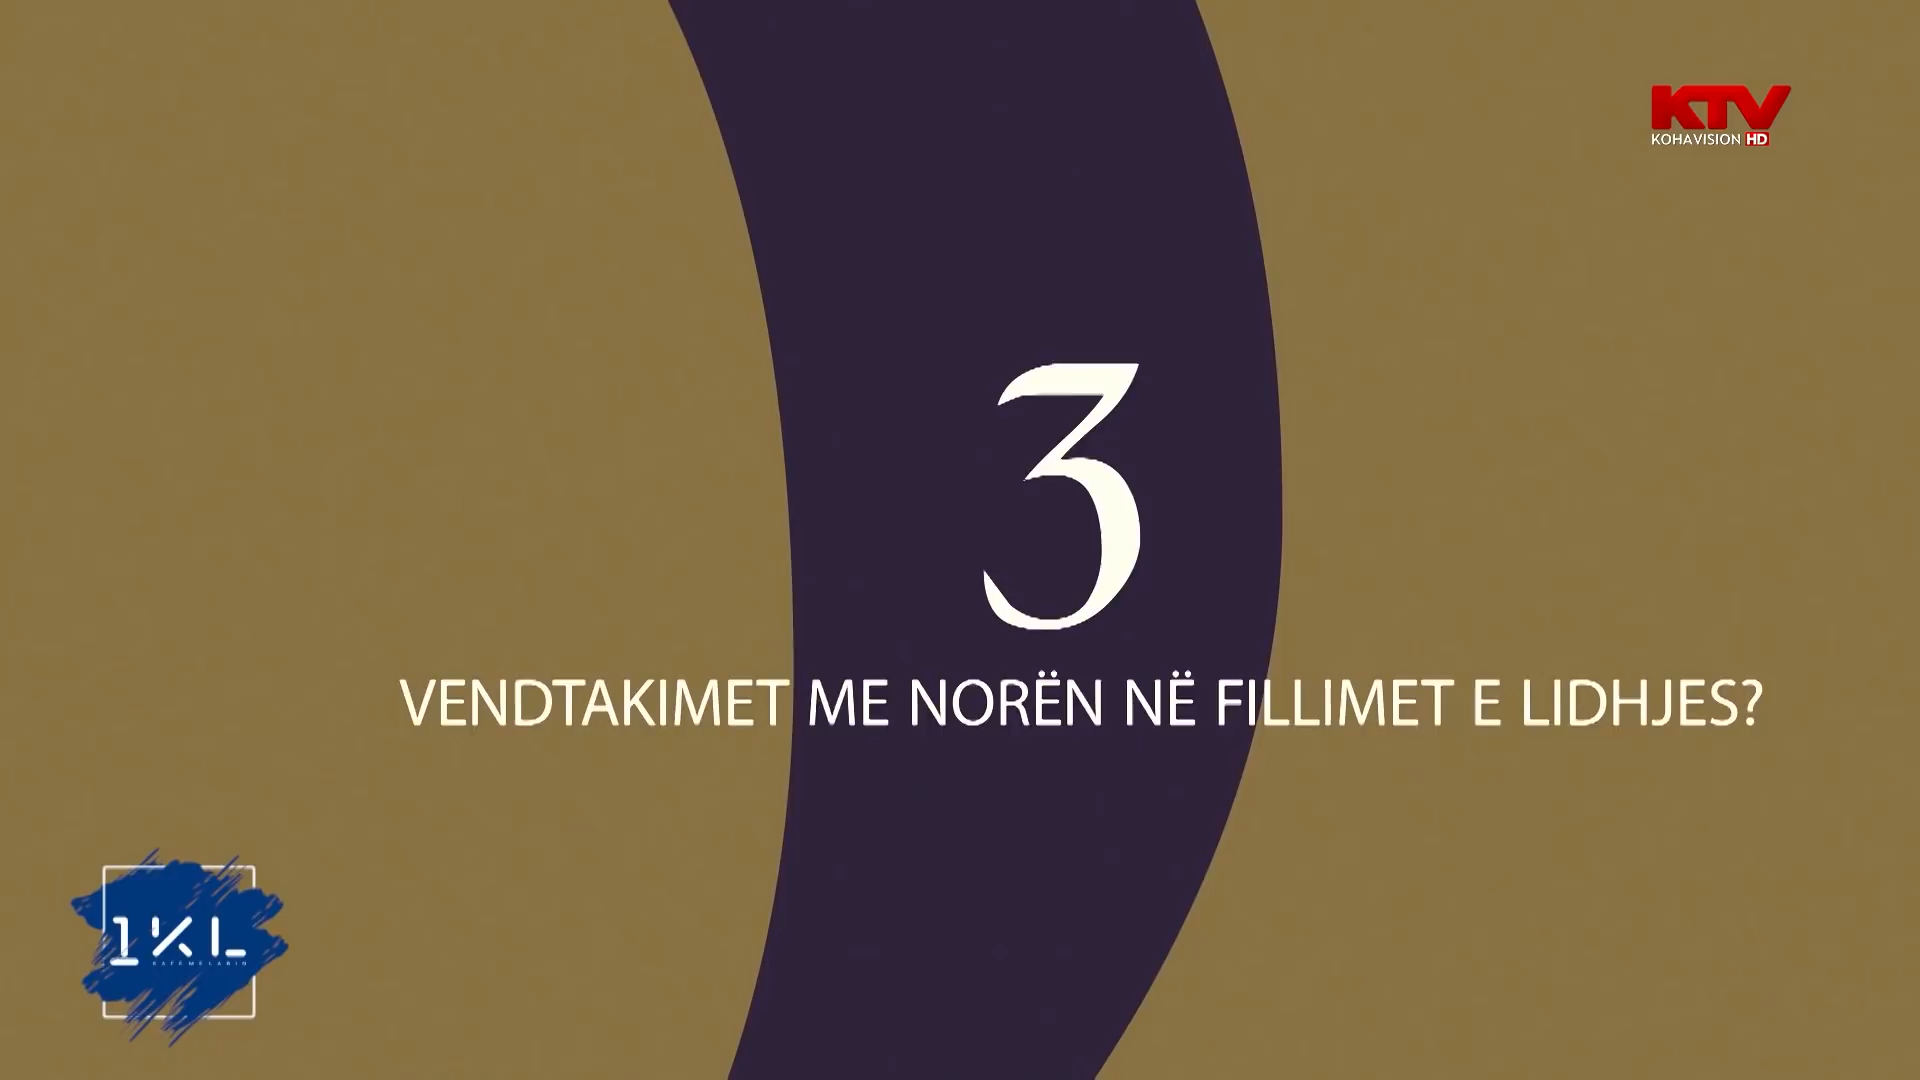 KTV
KOHAVISION HD
3
VENDTAKIMET ME NORËN NË FILLIMET E LIDHJES?
1KL